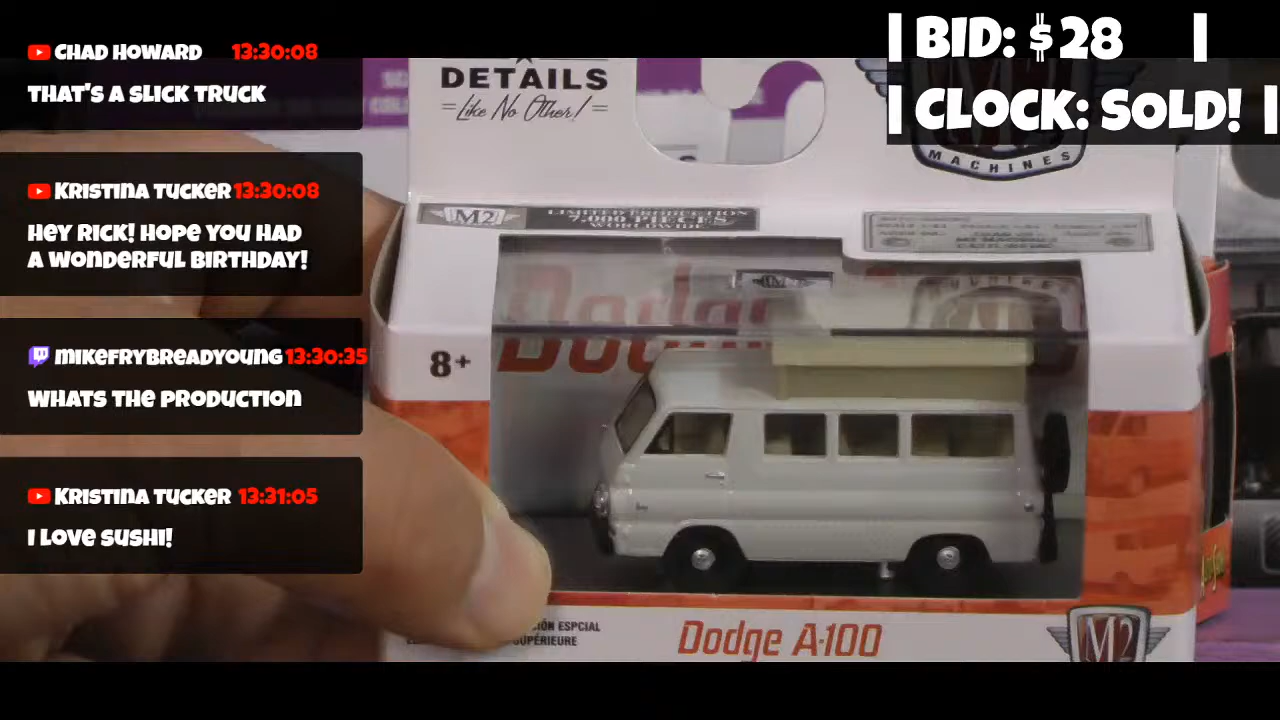 CHAD HOWARD 13:30:08
THAT'S A SLICK TRUCK
KRISTINA TUCKER 13:30:08
HEY RICK! HOPE YOU HAD
A WONDERFUL BIRTHDAY!
MIKEFRYBREADYOUNG 13:30:35
WHATS THE PRODUCTION
KRISTINA TUCKER 13:31:05
I LOVE SUSHI!
| BID: $28 |
| CLOCK: SOLD! |
DETAILS
Like No Other!
MACHINES
M2
LIMITED PRODUCTION
7,000 PIECES
WORLDWIDE
Dodge
8+
Dodge A·100
M2